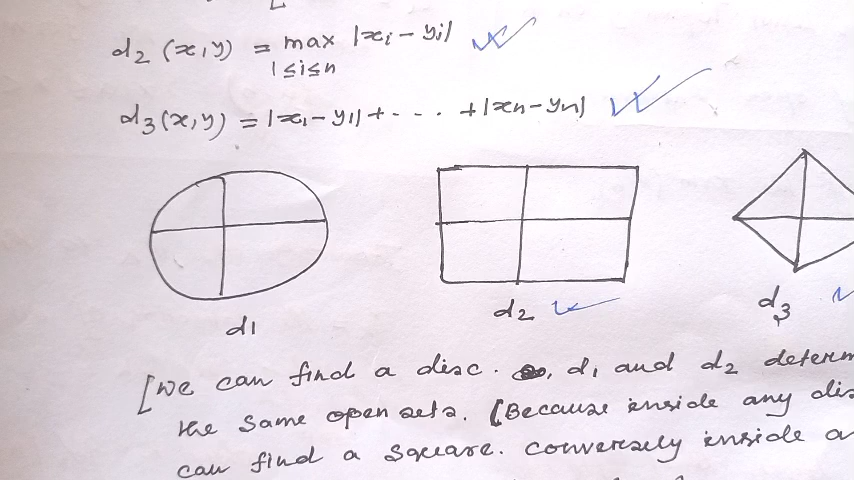 d2 (x,y) = max |xi - yi|
1≤i≤n
d3(x,y) = |x1 - y1| + - - - + |xn - yn|
d1
d2
d3
[we can find a disc. , d1 and d2 determ
the same open sets. [Because inside any dis
can find a square. conversely inside a